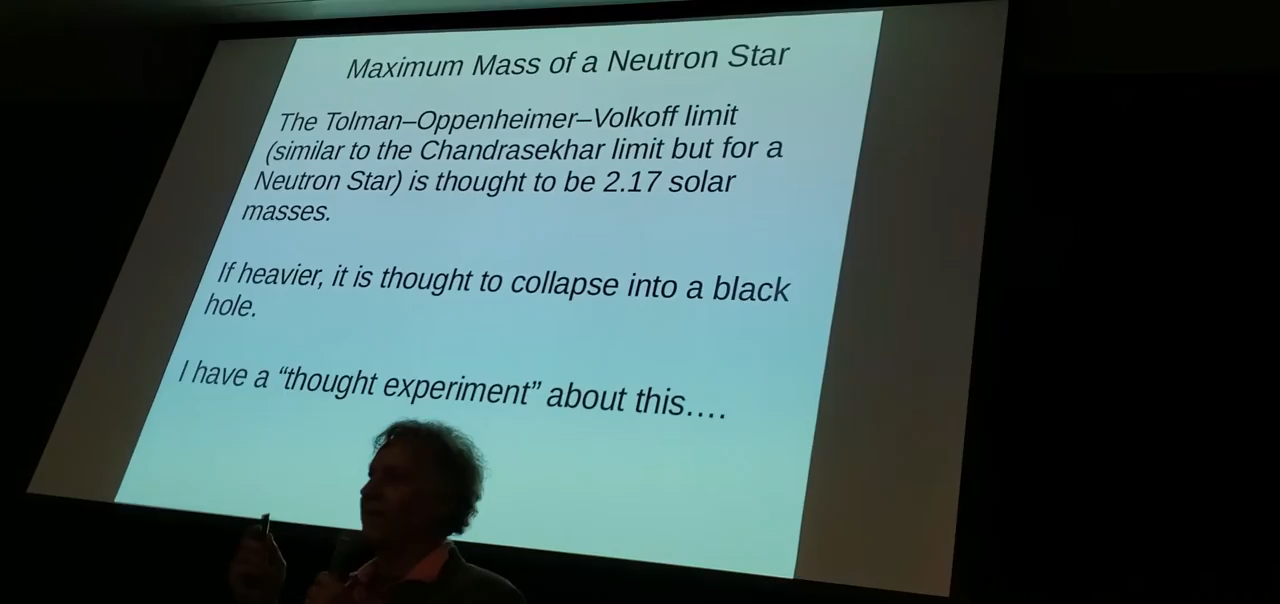 Maximum Mass of a Neutron Star
The Tolman–Oppenheimer–Volkoff limit
(similar to the Chandrasekhar limit but for a
Neutron Star) is thought to be 2.17 solar
masses.
If heavier, it is thought to collapse into a black
hole.
I have a “thought experiment” about this….